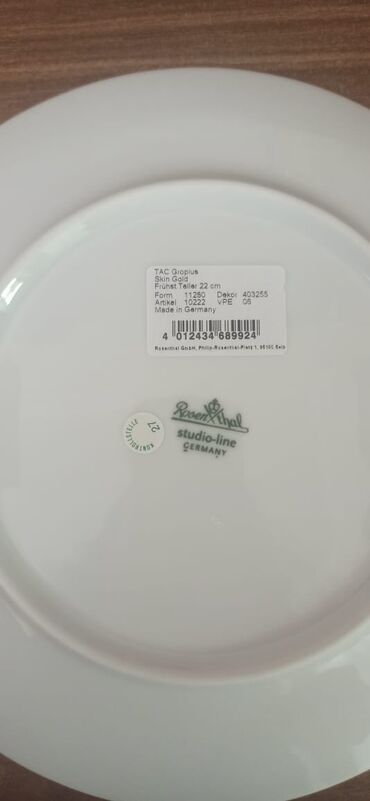 TAC Gropius
Skin Gold
Frühst.Teller 22 cm
Form 11280 Dekor 403255
Artikel 10222 VPE 06
Made in Germany
4 012434 689924
Rosenthal GmbH, Philip-Rosenthal-Platz 1, 95100 Selb
Rosenthal
studio-line
GERMANY
27
KONTROLLSTELLE